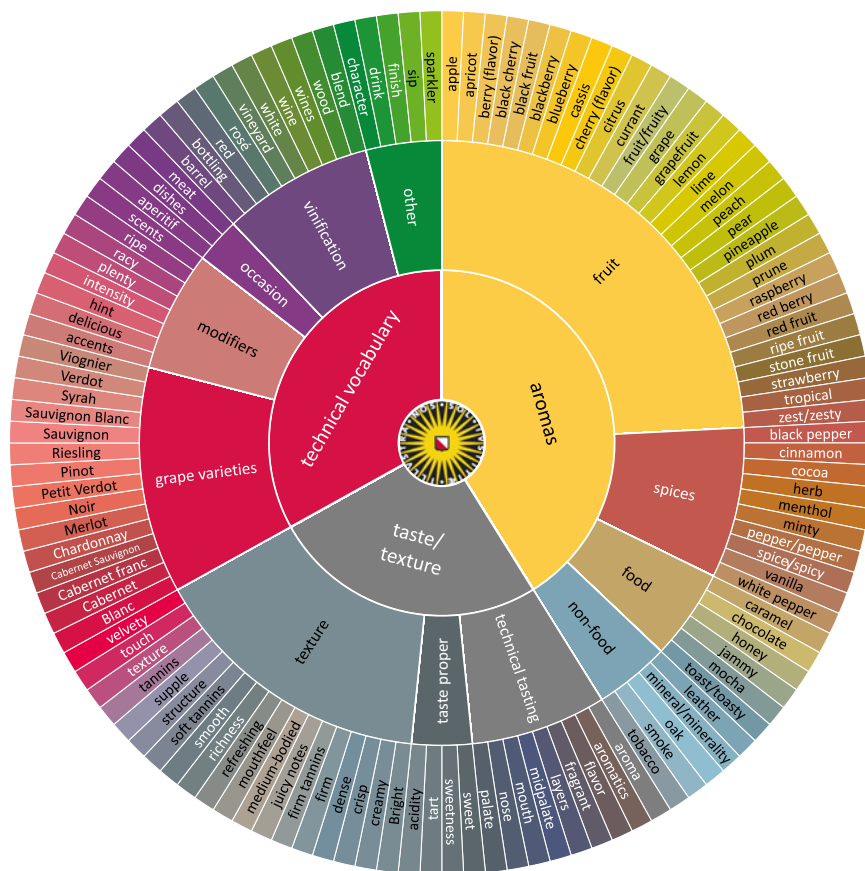 apple
apricot
berry (flavor)
black cherry
black fruit
blackberry
blueberry
cassis
cherry (flavor)
citrus
currant
fruit/fruity
grape
grapefruit
lemon
lime
melon
peach
pear
pineapple
plum
prune
raspberry
red berry
red fruit
ripe fruit
stone fruit
strawberry
tropical
zest/zesty
black pepper
cinnamon
cocoa
herb
menthol
minty
pepper/pepper
spice/spicy
vanilla
white pepper
caramel
chocolate
honey
jammy
mocha
toast/toasty
leather
mineral/minerality
oak
smoke
tobacco
aroma
aromatics
flavor
fragrant
layers
midpalate
mouth
nose
palate
sweet
sweetness
tart
acidity
Bright
creamy
crisp
dense
firm
firm tannins
juicy notes
medium-bodied
mouthfeel
refreshing
richness
smooth
soft tannins
structure
supple
tannins
texture
touch
velvety
Blanc
Cabernet
Cabernet franc
Cabernet Sauvignon
Chardonnay
Merlot
Noir
Petit Verdot
Pinot
Riesling
Sauvignon
Sauvignon Blanc
Syrah
Verdot
Viognier
accents
delicious
hint
intensity
plenty
racy
ripe
scents
aperitif
dishes
meat
barrel
bottling
red
rosé
vineyard
white
wine
wines
wood
blend
character
drink
finish
sip
sparkler
fruit
spices
food
non-food
technical tasting
taste proper
texture
grape varieties
modifiers
occasion
vinification
other
aromas
taste/
texture
technical vocabulary